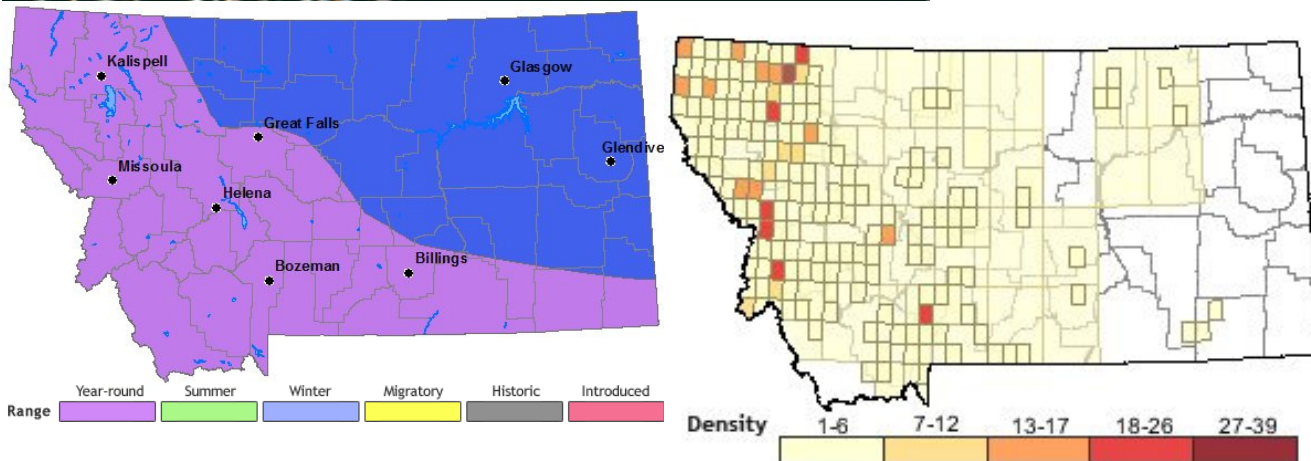 Kalispell
Glasgow
Great Falls
Glendive
Missoula
Helena
Bozeman
Billings
Range Year-round Summer Winter Migratory Historic Introduced
Density 1-6 7-12 13-17 18-26 27-39